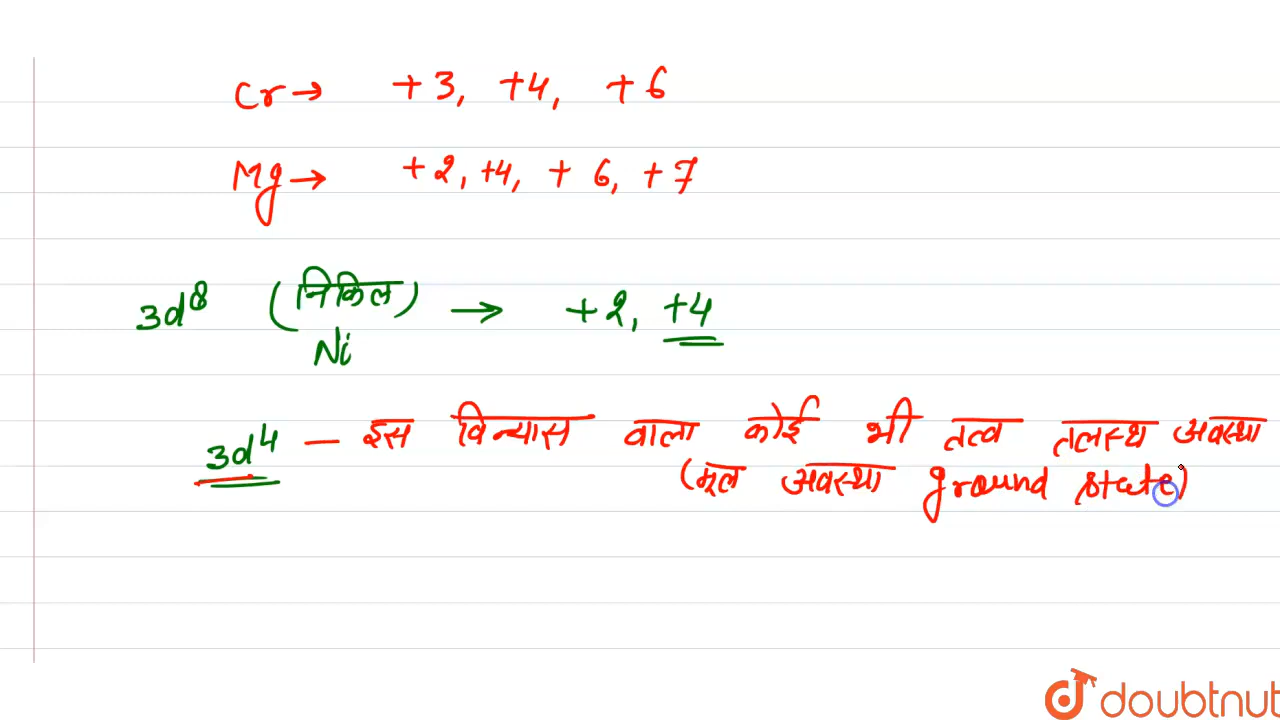 Cr → +3, +4, +6
Mg → +2, +4, +6, +7
3d⁸ (निकिल) → +2, +4
Ni
3d⁴ — इस विन्यास वाला कोई भी तत्व तलस्थ अवस्था
(मूल अवस्था ground state)
doubtnut